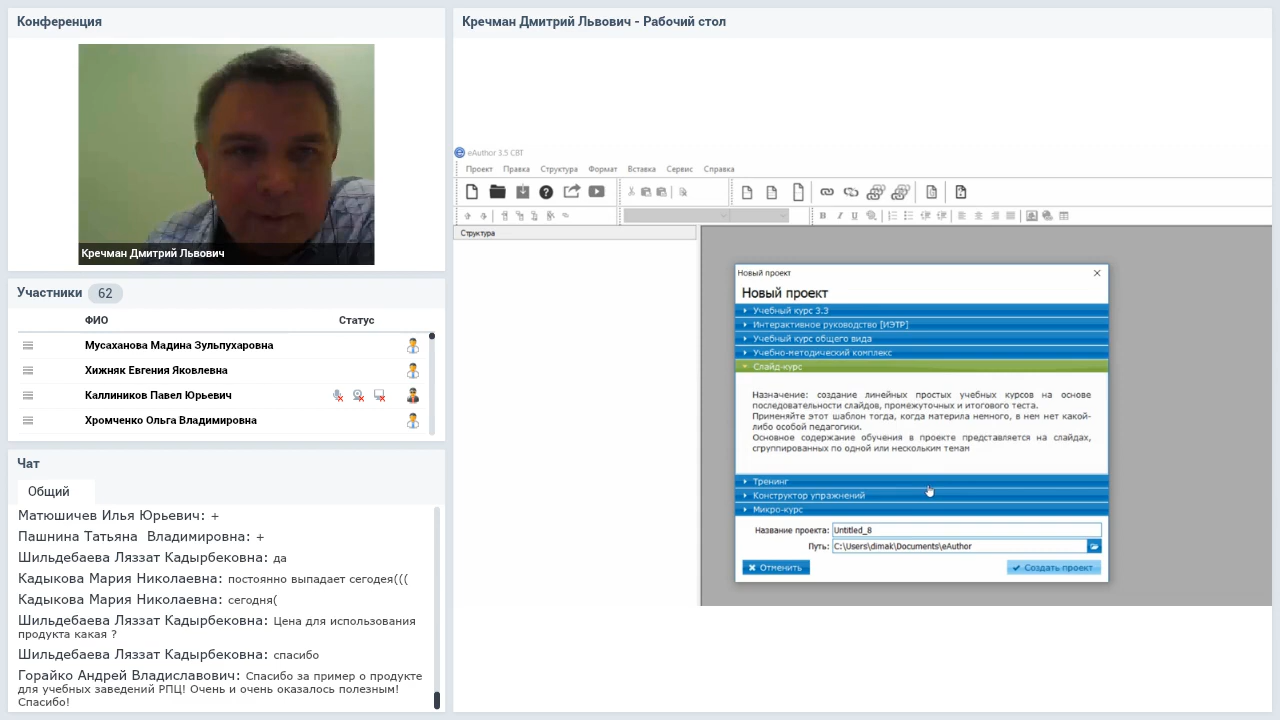 Конференция
Кречман Дмитрий Львович
Участники 62
ФИО Статус
Мусаханова Мадина Зульпухаровна
Хижняк Евгения Яковлевна
Каллиников Павел Юрьевич
Хромченко Ольга Владимировна
Чат
Общий
Матюшичев Илья Юрьевич: +
Пашнина Татьяна Владимировна: +
Шильдебаева Ляззат Кадырбековна: да
Кадыкова Мария Николаевна: постоянно выпадает сегодея(((
Кадыкова Мария Николаевна: сегодня(
Шильдебаева Ляззат Кадырбековна: Цена для использования
продукта какая ?
Шильдебаева Ляззат Кадырбековна: спасибо
Горайко Андрей Владиславович: Спасибо за пример о продукте
для учебных заведений РПЦ! Очень и очень оказалось полезным!
Спасибо!
Кречман Дмитрий Львович - Рабочий стол
eAuthor 3.5 CBT
Проект Правка Структура Формат Вставка Сервис Справка
Структура
Новый проект
Новый проект
Учебный курс 3.3
Интерактивное руководство [ИЭТР]
Учебный курс общего вида
Учебно-методический комплекс
Слайд-курс
Назначение: создание линейных простых учебных курсов на основе
последовательности слайдов, промежуточных и итогового теста.
Применяйте этот шаблон тогда, когда материла немного, в нем нет какой-
либо особой педагогики.
Основное содержание обучения в проекте представляется на слайдах,
сгруппированных по одной или нескольким темам
Тренинг
Конструктор упражнений
Микро-курс
Название проекта: Untitled_8
Путь: C:\Users\dimak\Documents\eAuthor
Отменить Создать проект